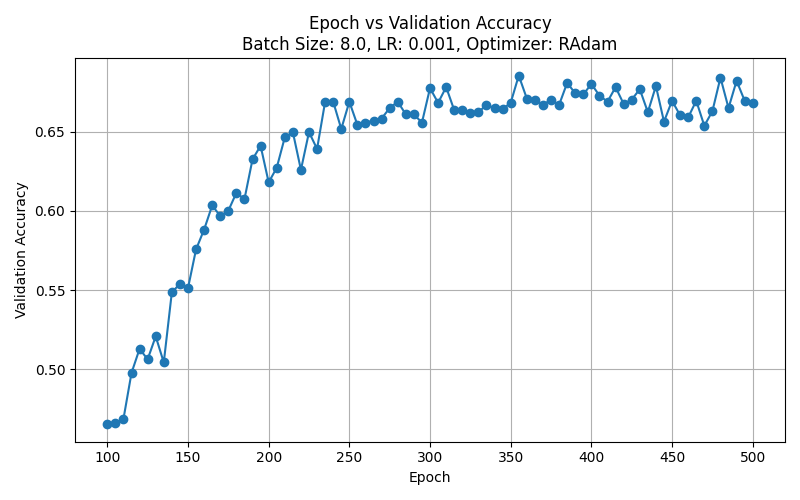 Epoch vs Validation Accuracy
Batch Size: 8.0, LR: 0.001, Optimizer: RAdam
Validation Accuracy
0.65
0.60
0.55
0.50
100 150 200 250 300 350 400 450 500
Epoch